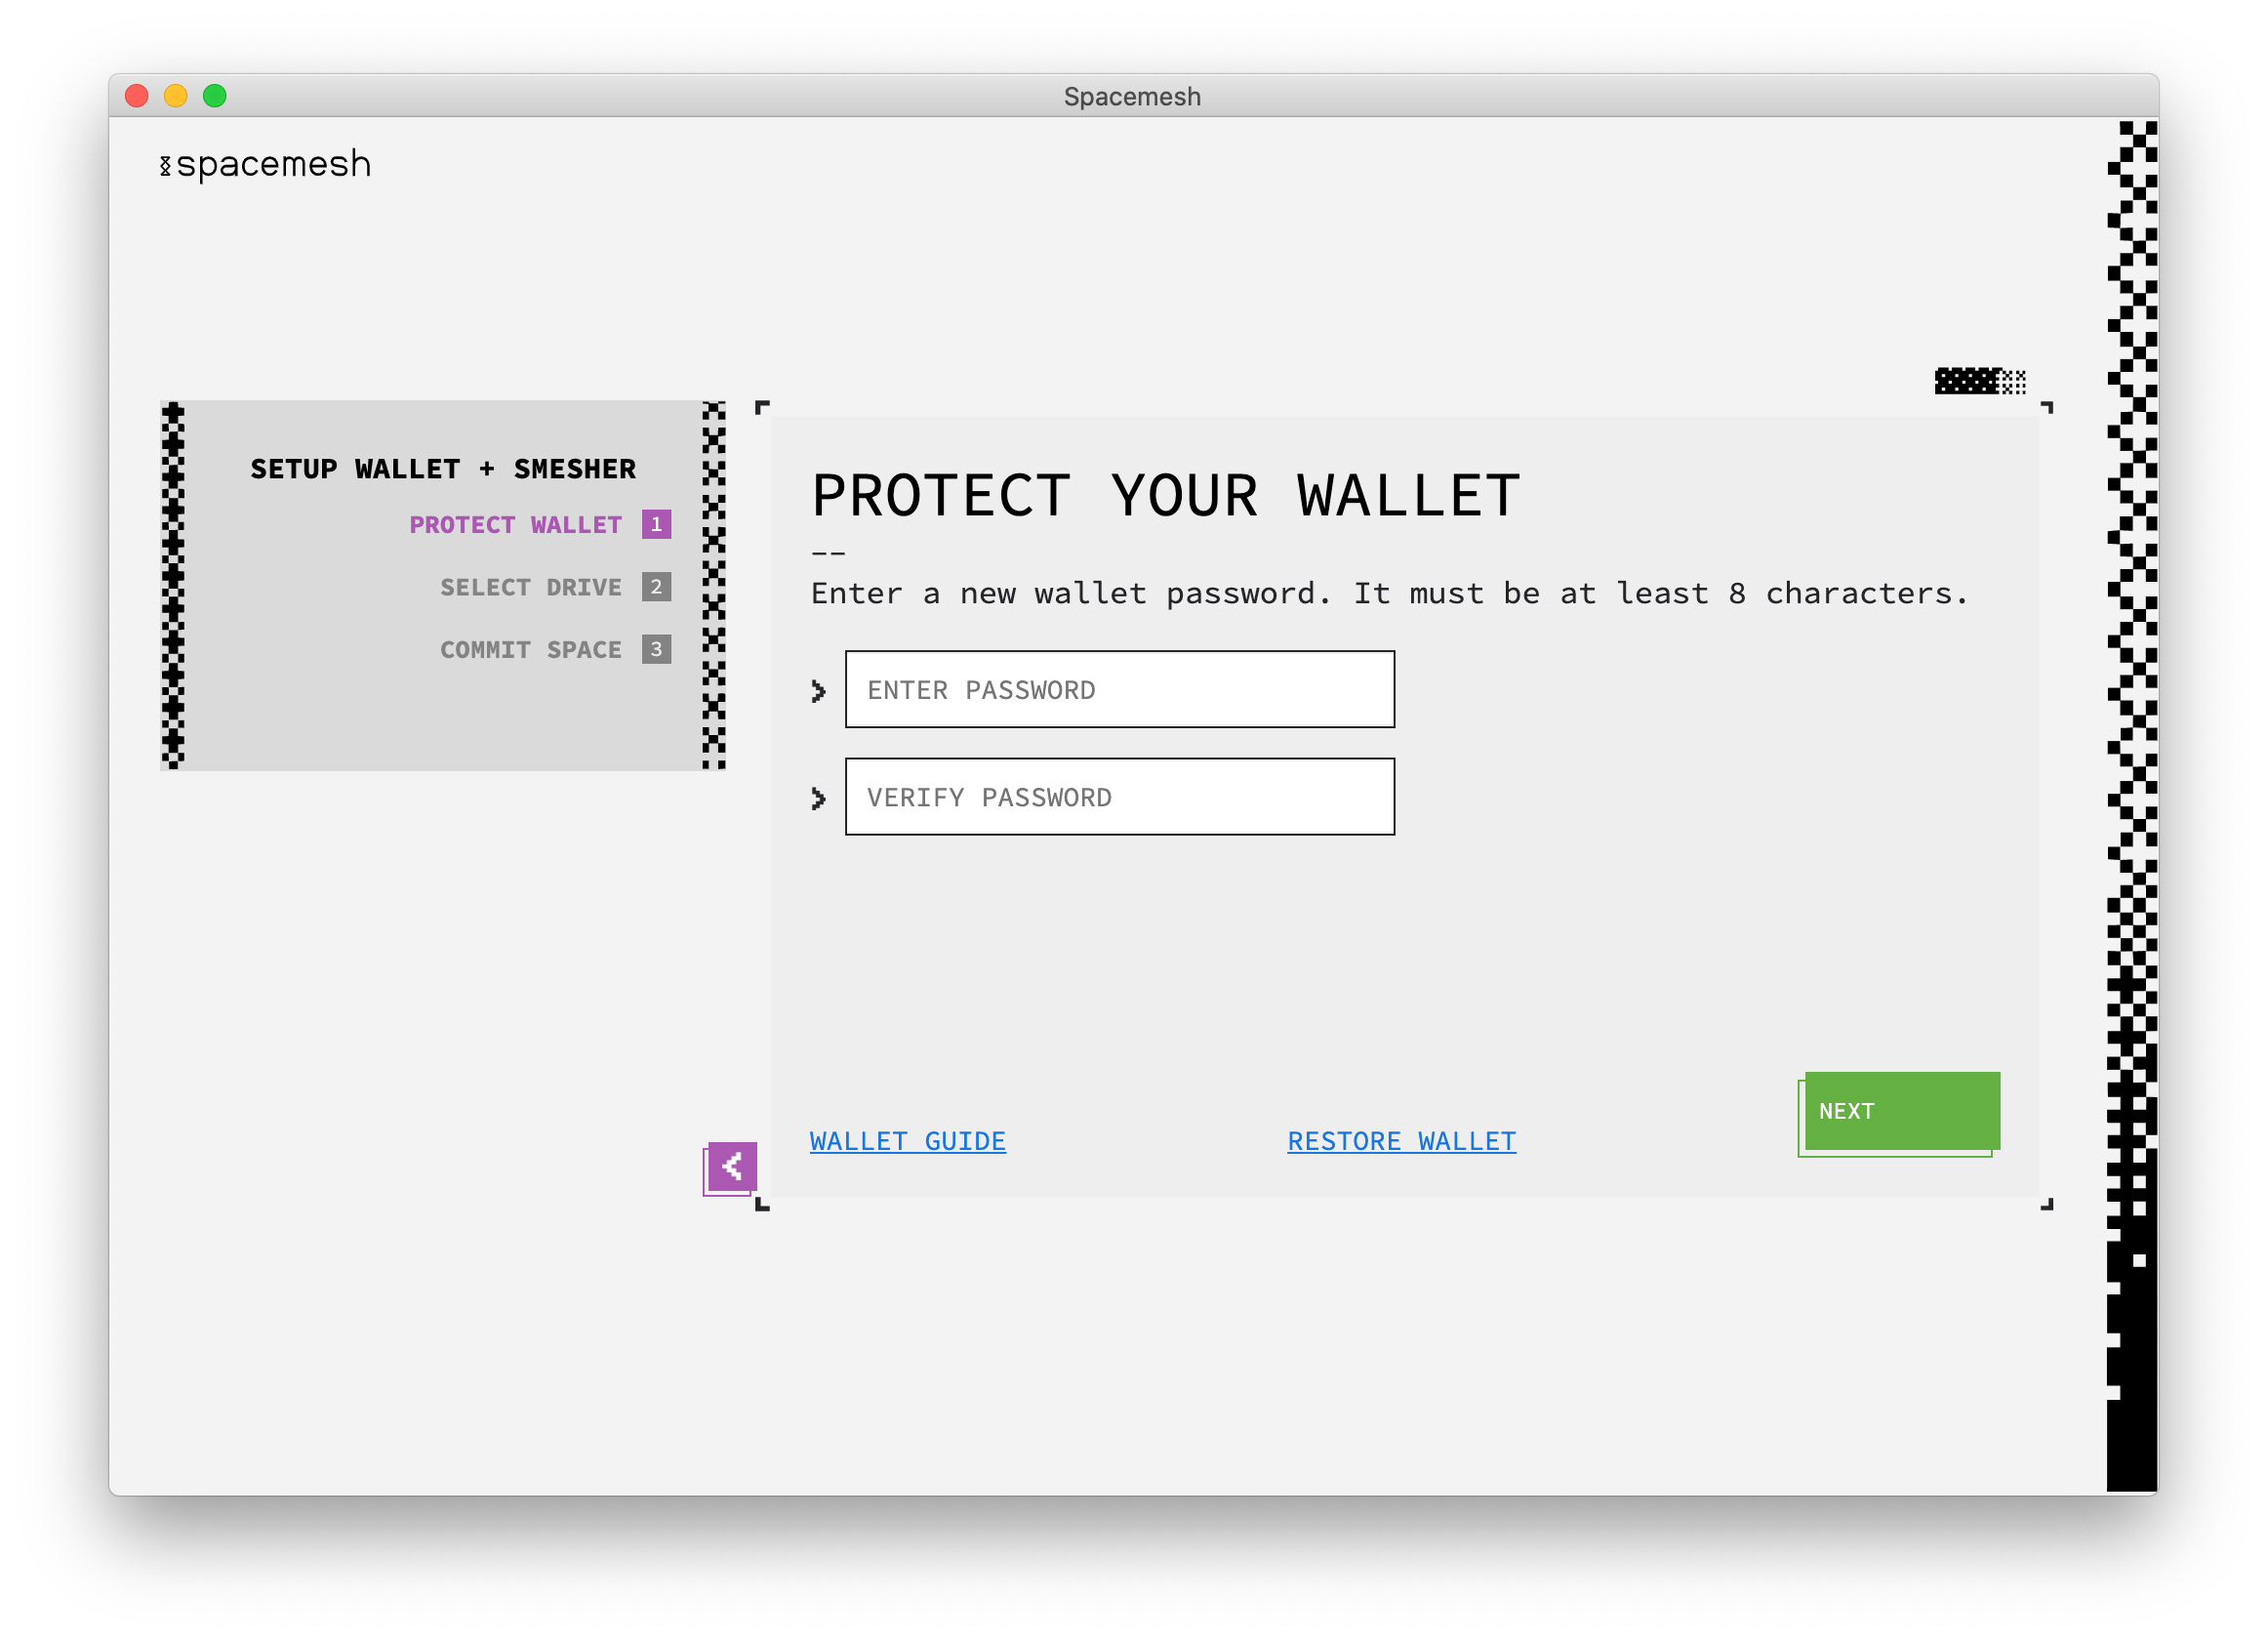 Spacemesh
spacemesh
SETUP WALLET + SMESHER
PROTECT WALLET 1
SELECT DRIVE 2
COMMIT SPACE 3
PROTECT YOUR WALLET
--
Enter a new wallet password. It must be at least 8 characters.
ENTER PASSWORD
VERIFY PASSWORD
WALLET GUIDE
RESTORE WALLET
NEXT